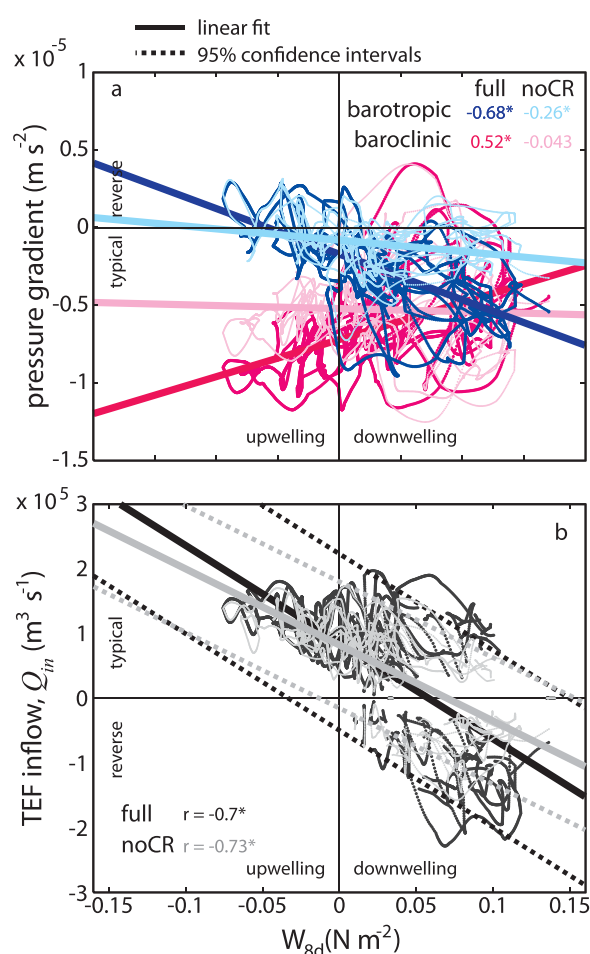 linear fit
95% confidence intervals
x 10⁻⁵
a
full noCR
barotropic -0.68* -0.26*
baroclinic 0.52* -0.043
1
0.5
0
-0.5
-1
-1.5
pressure gradient (m s⁻²)
reverse
typical
upwelling downwelling
x 10⁵
b
3
2
1
0
-1
-2
-3
TEF inflow, Qin (m³ s⁻¹)
typical
reverse
full r = -0.7*
noCR r = -0.73*
upwelling downwelling
-0.15 -0.1 -0.05 0 0.05 0.1 0.15
W8d(N m⁻²)